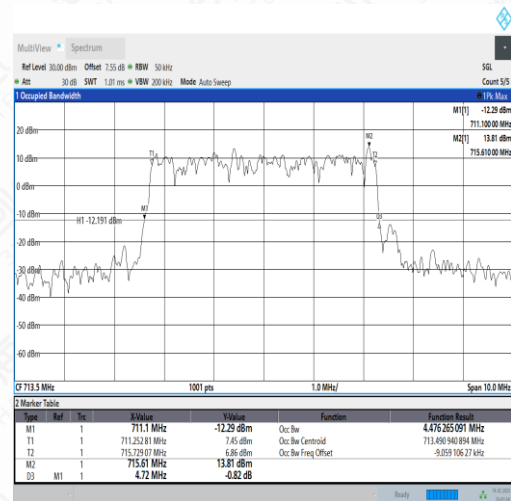 MultiView Spectrum
Ref Level 30.00 dBm Offset 7.55 dB RBW 50 kHz SGL
Att 30 dB SWT 1.01 ms VBW 200 kHz Mode Auto Sweep Count 5/5
1 Occupied Bandwidth 1Pk Max
M1[1] -12.29 dBm
711.100 00 MHz
M2[1] 13.81 dBm
715.610 00 MHz
20 dBm
M2
T1 T2
10 dBm
0 dBm
M1
-10 dBm
D3
H1 -12.191 dBm
-20 dBm
-30 dBm
-40 dBm
-50 dBm
-60 dBm
CF 713.5 MHz 1001 pts 1.0 MHz/ Span 10.0 MHz
2 Marker Table
Type Ref Trc X-Value Y-Value Function Function Result
M1 1 711.1 MHz -12.29 dBm Occ Bw 4.476 265 091 MHz
T1 1 711.252 81 MHz 7.45 dBm Occ Bw Centroid 713.490 940 894 MHz
T2 1 715.729 07 MHz 6.86 dBm Occ Bw Freq Offset -9.059 106 27 kHz
M2 1 715.61 MHz 13.81 dBm
D3 M1 1 4.72 MHz -0.82 dB
Ready